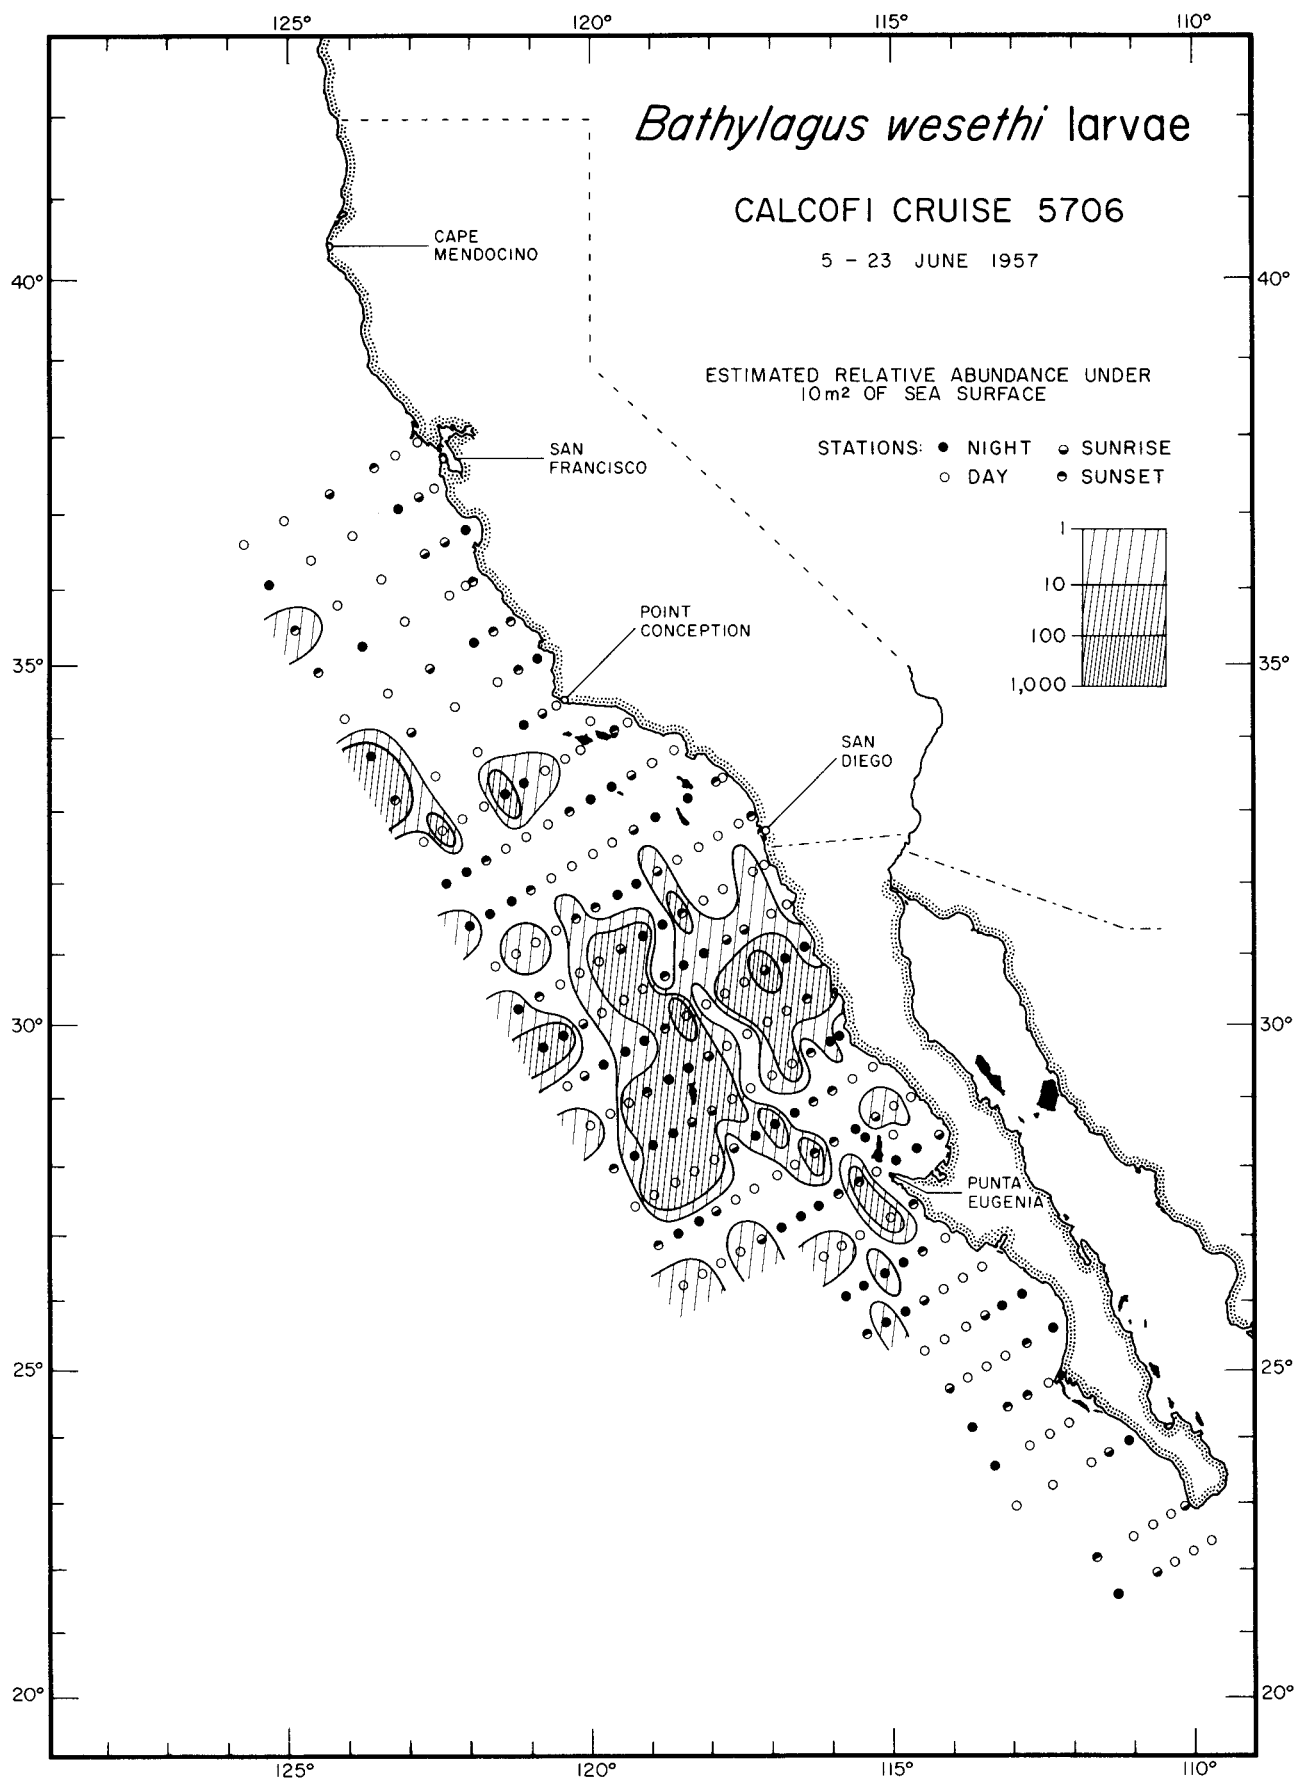 125° 120° 115° 110°
Bathylagus wesethi larvae
CALCOFI CRUISE 5706
5 – 23 JUNE 1957
CAPE
MENDOCINO
40° 40°
ESTIMATED RELATIVE ABUNDANCE UNDER
10m² OF SEA SURFACE
STATIONS: NIGHT SUNRISE
DAY SUNSET
SAN
FRANCISCO
1
10
100
1,000
POINT
CONCEPTION
35° 35°
SAN
DIEGO
30° 30°
PUNTA
EUGENIA
25° 25°
20° 20°
125° 120° 115° 110°